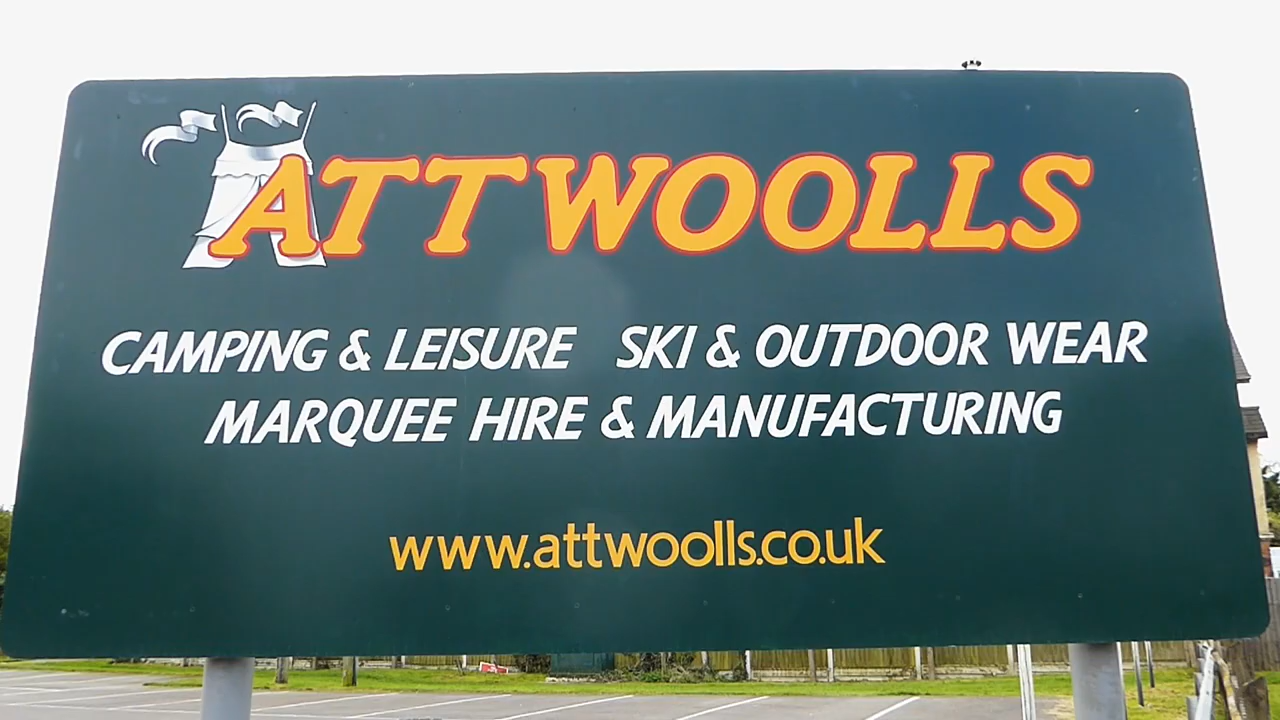 ATTWOOLLS
CAMPING & LEISURE SKI & OUTDOOR WEAR
MARQUEE HIRE & MANUFACTURING
www.attwoolls.co.uk